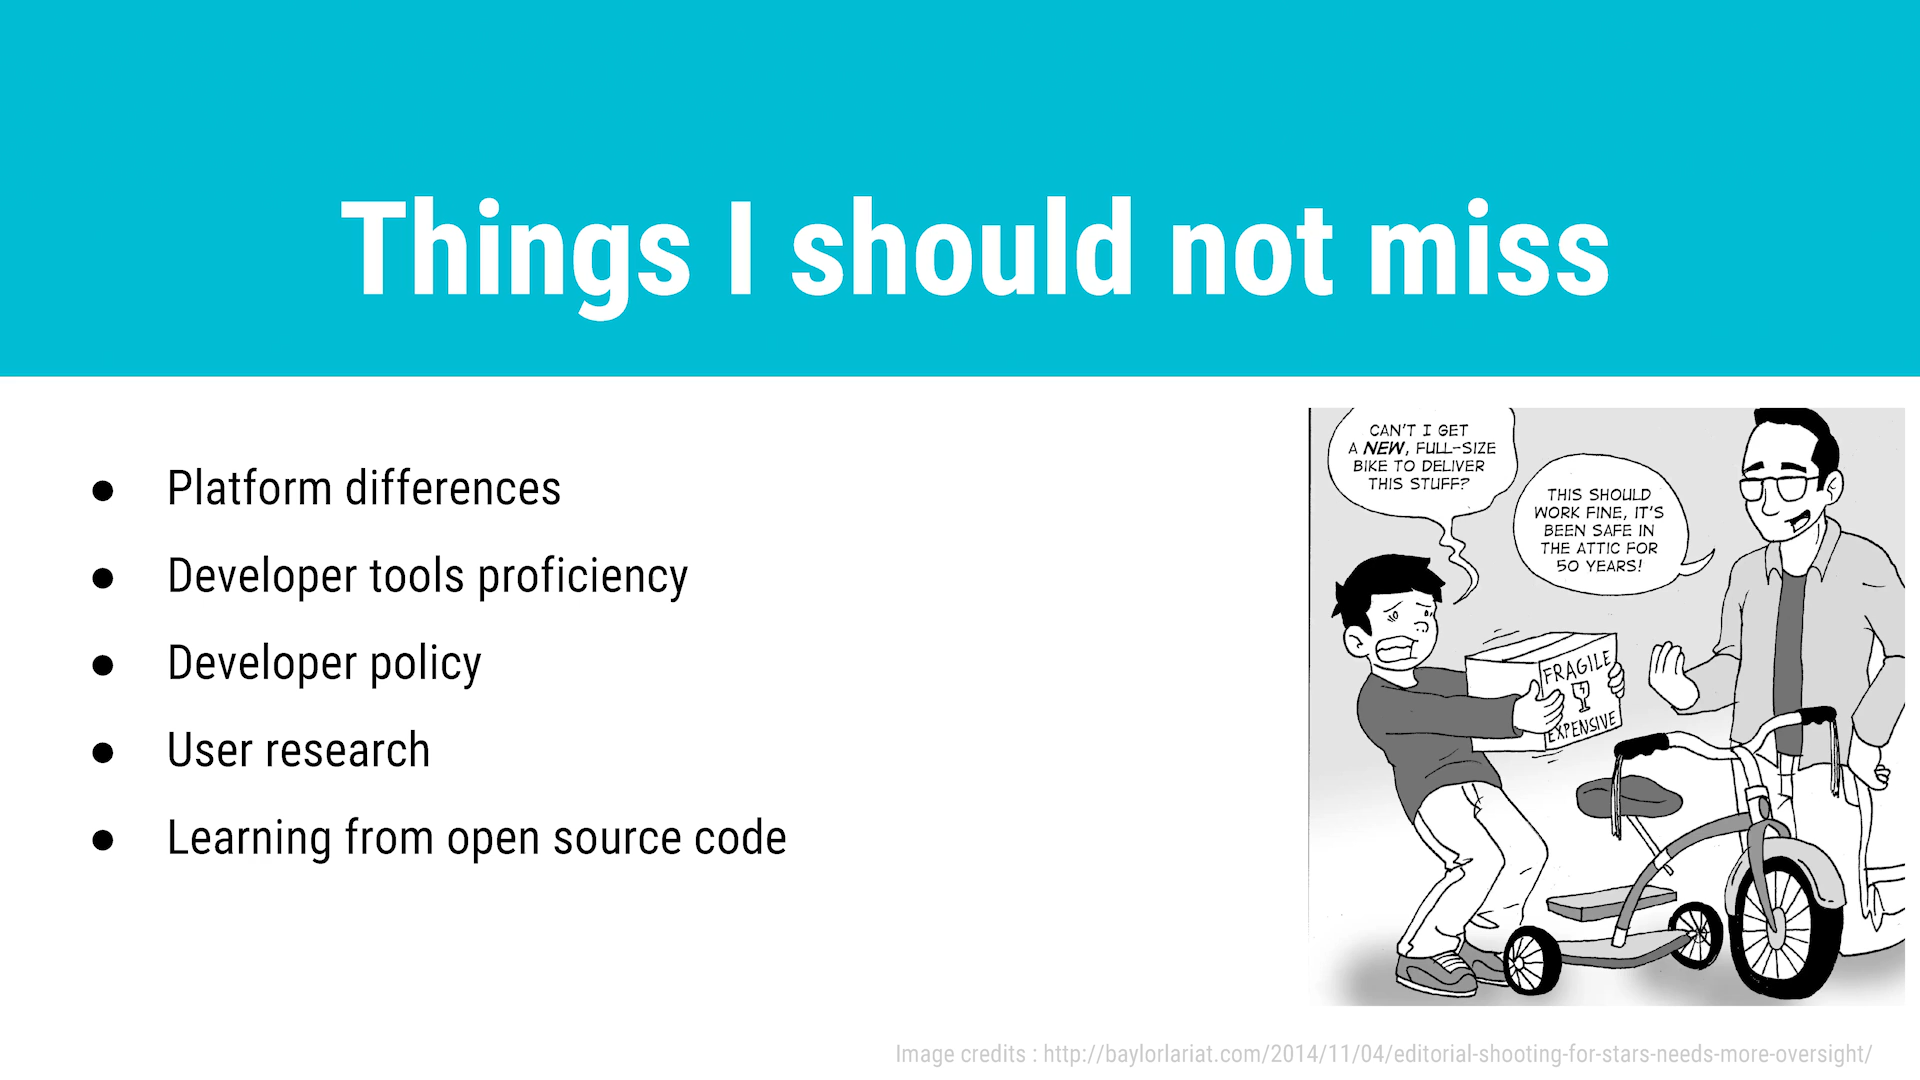 Things I should not miss
● Platform differences
● Developer tools proficiency
● Developer policy
● User research
● Learning from open source code
CAN'T I GET
A NEW, FULL-SIZE
BIKE TO DELIVER
THIS STUFF?
THIS SHOULD
WORK FINE, IT'S
BEEN SAFE IN
THE ATTIC FOR
50 YEARS!
FRAGILE
EXPENSIVE
Image credits : http://baylorlariat.com/2014/11/04/editorial-shooting-for-stars-needs-more-oversight/